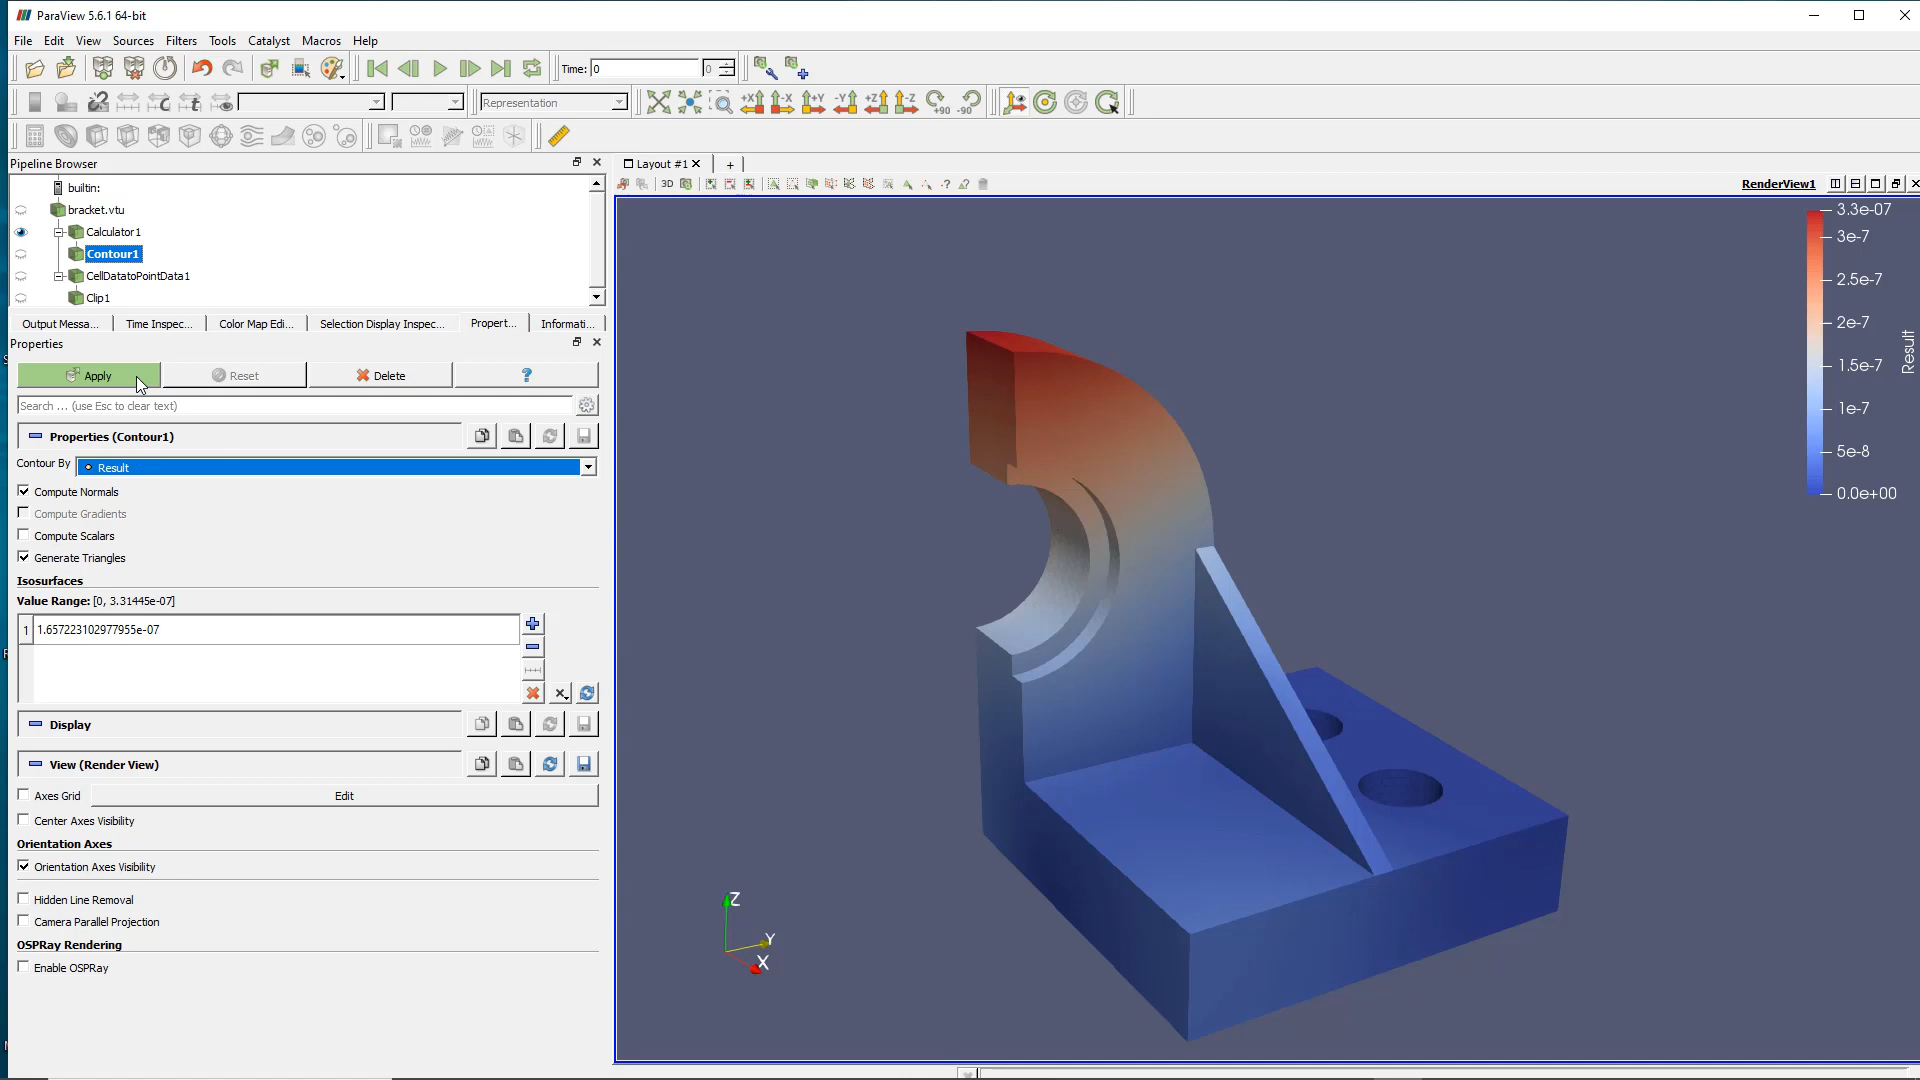 ParaView 5.6.1 64-bit
File Edit View Sources Filters Tools Catalyst Macros Help
Time: 0 0
Representation +X -X +Y -Y +Z -Z +90 -90
Pipeline Browser
builtin:
bracket.vtu
Calculator1
Contour1
CellDatatoPointData1
Clip1
Output Messa... Time Inspec... Color Map Edi... Selection Display Inspec... Propert... Informati...
Properties
Apply Reset Delete ?
Search ... (use Esc to clear text)
Properties (Contour1)
Contour By Result
Compute Normals
Compute Gradients
Compute Scalars
Generate Triangles
Isosurfaces
Value Range: [0, 3.31445e-07]
1 1.657223102977955e-07
Display
View (Render View)
Axes Grid Edit
Center Axes Visibility
Orientation Axes
Orientation Axes Visibility
Hidden Line Removal
Camera Parallel Projection
OSPRay Rendering
Enable OSPRay
Layout #1 +
3D RenderView1
3.3e-07
3e-7
2.5e-7
2e-7
1.5e-7
1e-7
5e-8
0.0e+00
Result
Z
Y
X